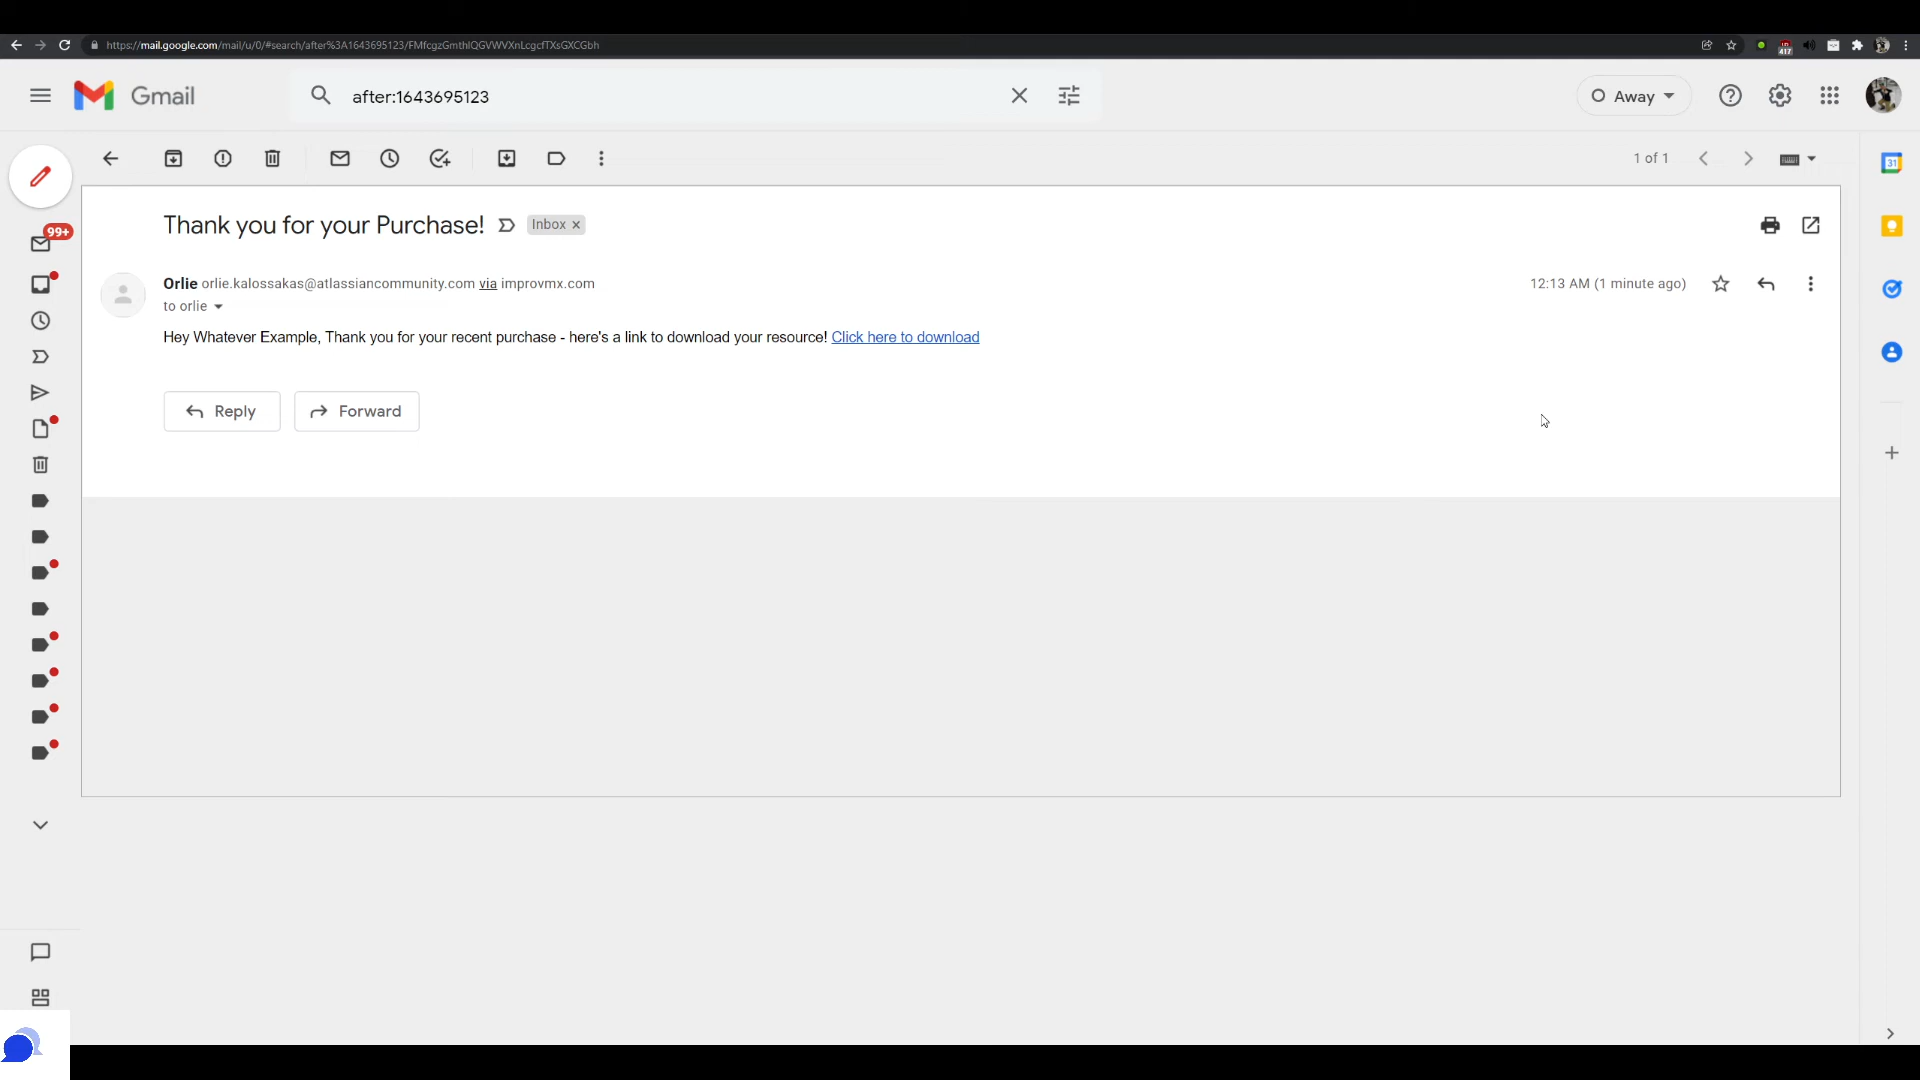 https://mail.google.com/mail/u/0/#search/after%3A1643695123/FMfcgzGmthlQGVWVXnLcgcfTXsGXCGbh
417
Gmail
after:1643695123
Away
1 of 1
31
99+
Thank you for your Purchase!
Inbox ×
Orlie orlie.kalossakas@atlassiancommunity.com via improvmx.com
12:13 AM (1 minute ago)
to orlie
Hey Whatever Example, Thank you for your recent purchase - here's a link to download your resource! Click here to download
Reply
Forward